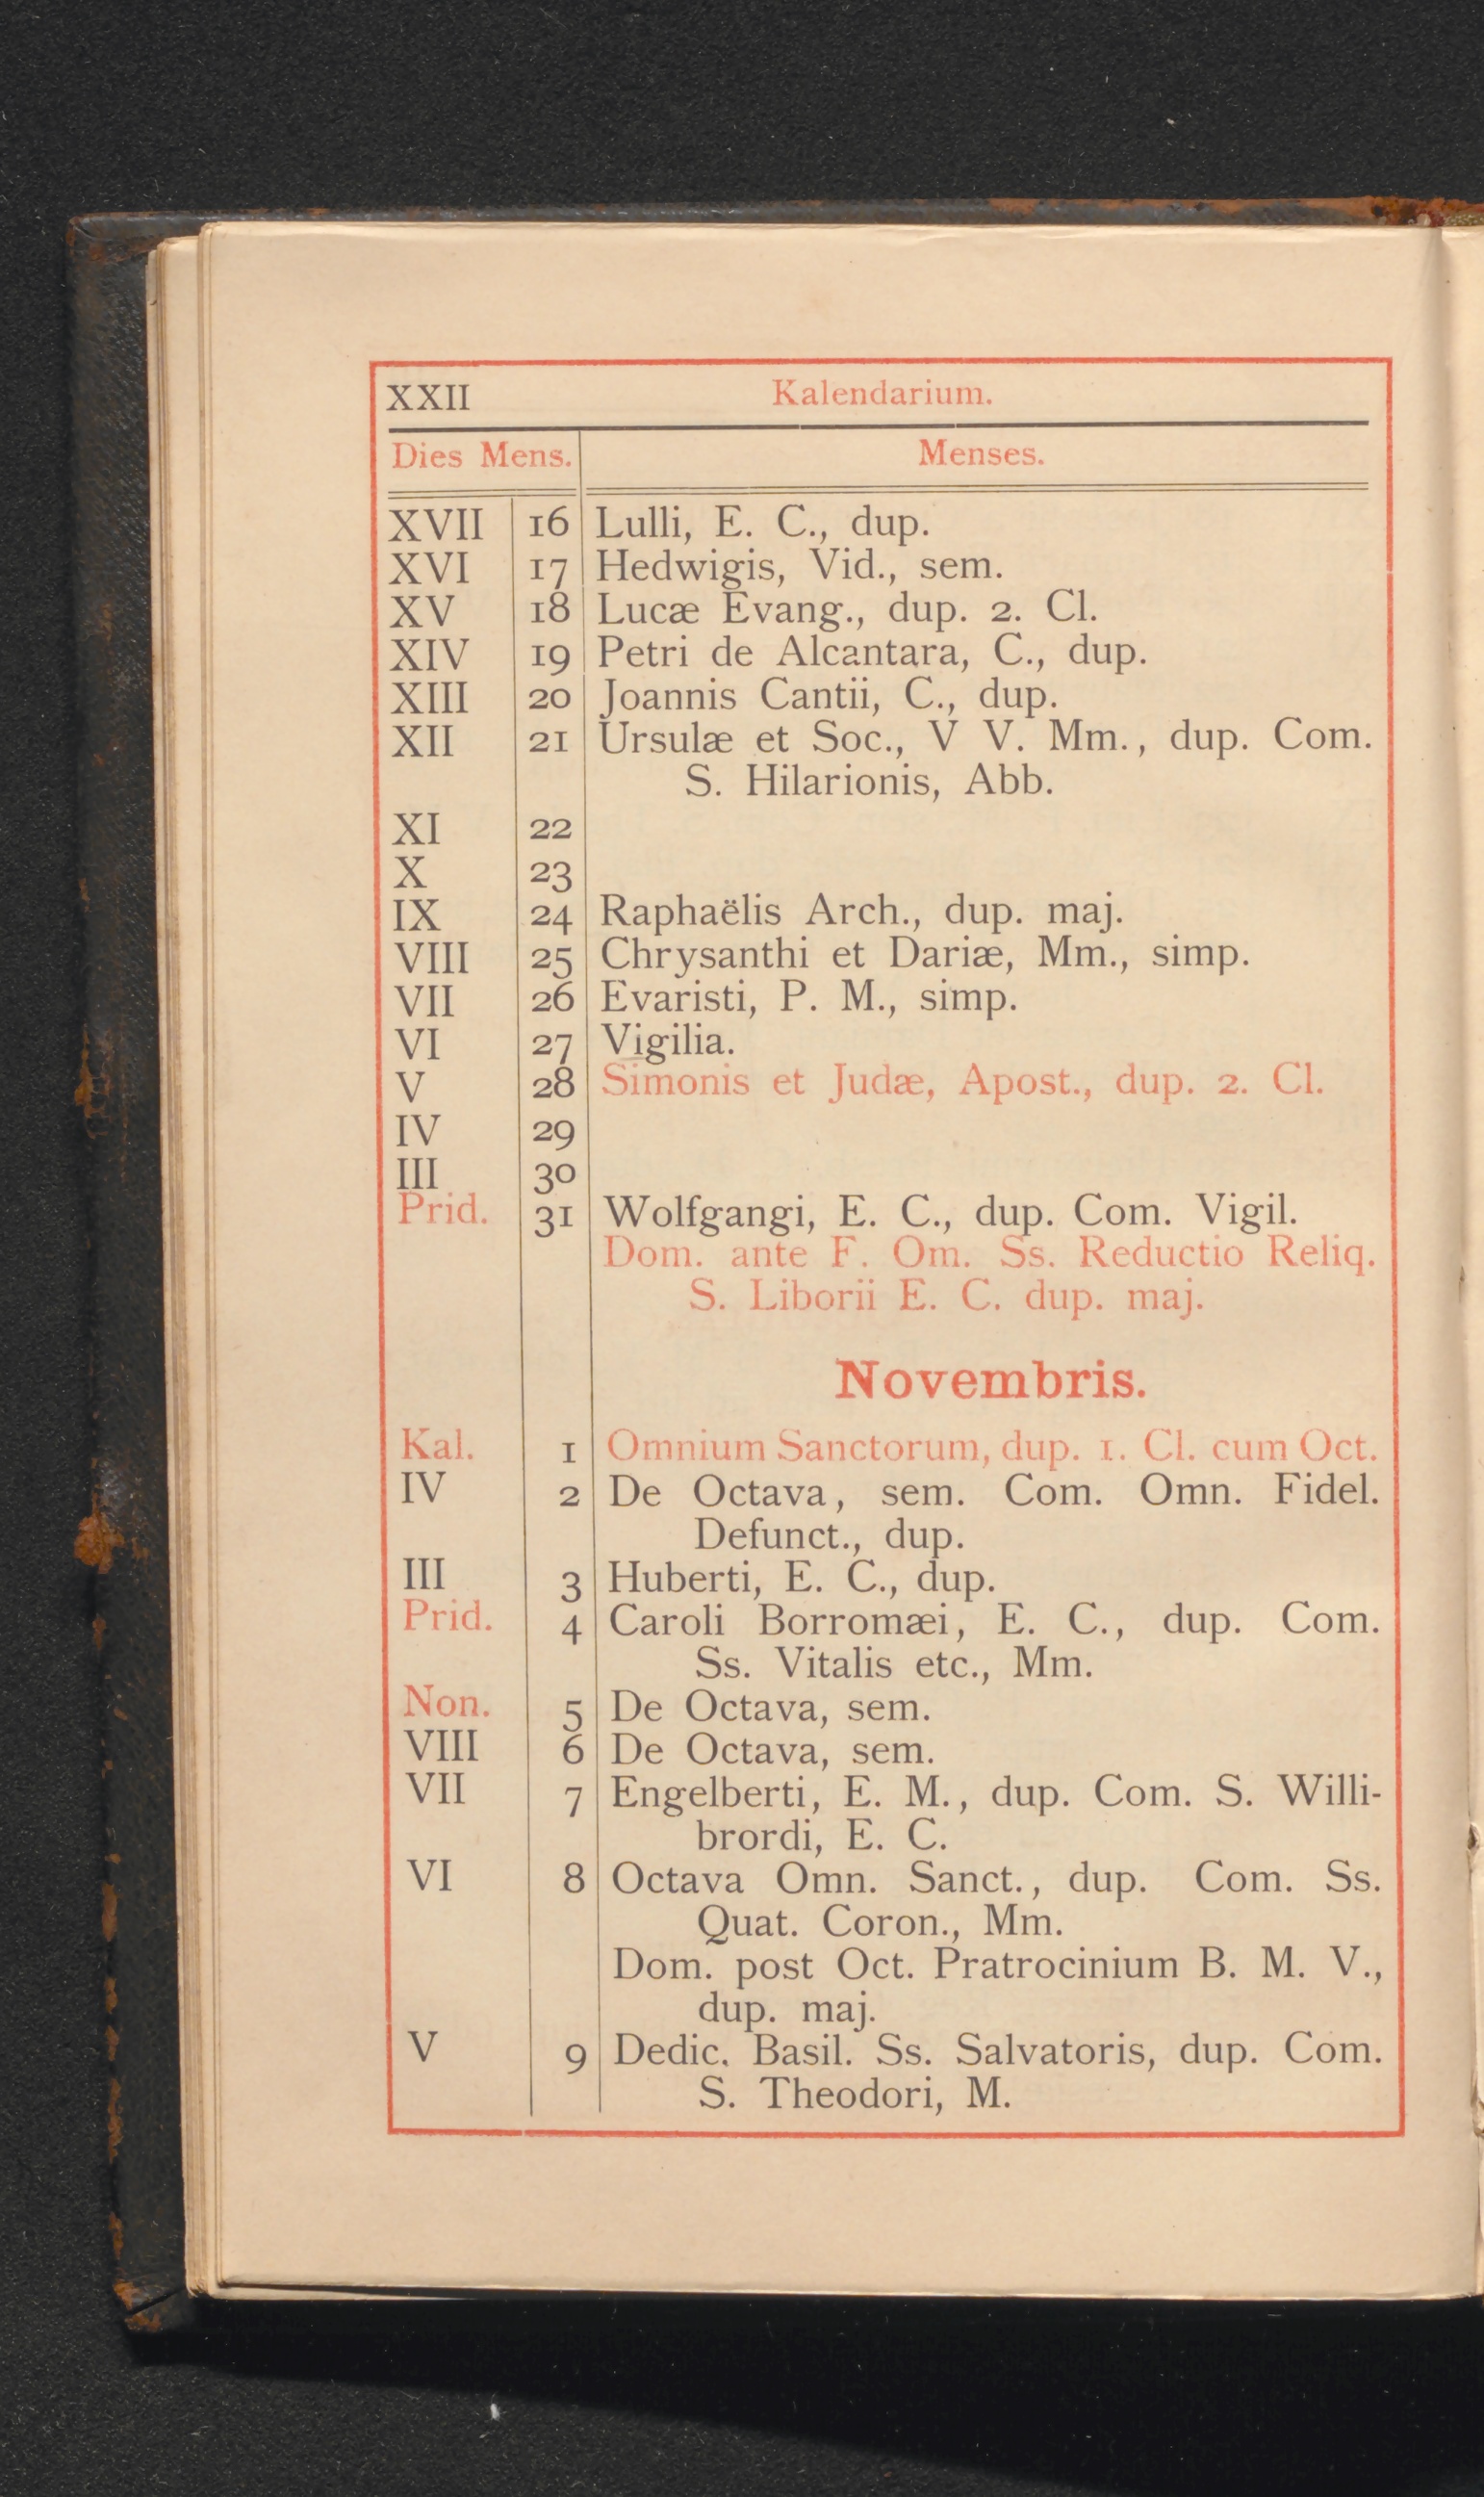 XXII Kalendarium.
Dies Mens. Menses.
XVII 16 Lulli, E. C., dup.
XVI 17 Hedwigis, Vid., sem.
XV 18 Lucæ Evang., dup. 2. Cl.
XIV 19 Petri de Alcantara, C., dup.
XIII 20 Joannis Cantii, C., dup.
XII 21 Ursulæ et Soc., V V. Mm., dup. Com.
S. Hilarionis, Abb.
XI 22
X 23
IX 24 Raphaëlis Arch., dup. maj.
VIII 25 Chrysanthi et Dariæ, Mm., simp.
VII 26 Evaristi, P. M., simp.
VI 27 Vigilia.
V 28 Simonis et Judæ, Apost., dup. 2. Cl.
IV 29
III 30
Prid. 31 Wolfgangi, E. C., dup. Com. Vigil.
Dom. ante F. Om. Ss. Reductio Reliq.
S. Liborii E. C. dup. maj.
Novembris.
Kal. 1 Omnium Sanctorum, dup. 1. Cl. cum Oct.
IV 2 De Octava, sem. Com. Omn. Fidel.
Defunct., dup.
III 3 Huberti, E. C., dup.
Prid. 4 Caroli Borromæi, E. C., dup. Com.
Ss. Vitalis etc., Mm.
Non. 5 De Octava, sem.
VIII 6 De Octava, sem.
VII 7 Engelberti, E. M., dup. Com. S. Willi-
brordi, E. C.
VI 8 Octava Omn. Sanct., dup. Com. Ss.
Quat. Coron., Mm.
Dom. post Oct. Pratrocinium B. M. V.,
dup. maj.
V 9 Dedic. Basil. Ss. Salvatoris, dup. Com.
S. Theodori, M.